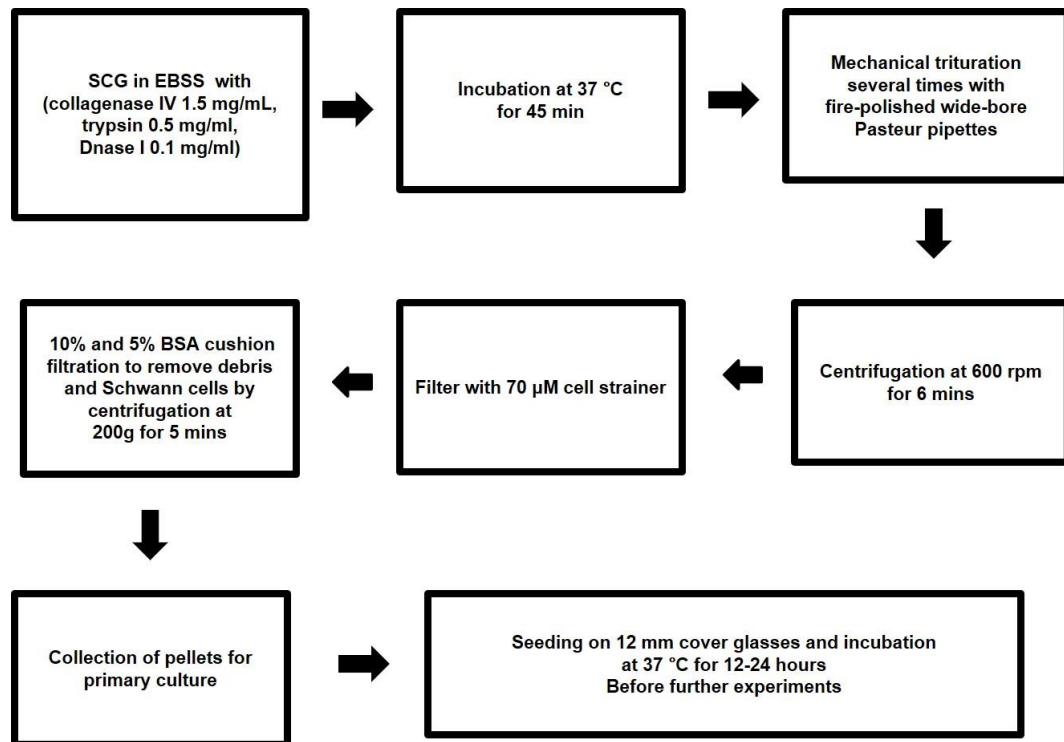 SCG in EBSS with
(collagenase IV 1.5 mg/mL,
trypsin 0.5 mg/ml,
Dnase I 0.1 mg/ml)
Incubation at 37 °C
for 45 min
Mechanical trituration
several times with
fire-polished wide-bore
Pasteur pipettes
Centrifugation at 600 rpm
for 6 mins
Filter with 70 µM cell strainer
10% and 5% BSA cushion
filtration to remove debris
and Schwann cells by
centrifugation at
200g for 5 mins
Collection of pellets for
primary culture
Seeding on 12 mm cover glasses and incubation
at 37 °C for 12-24 hours
Before further experiments